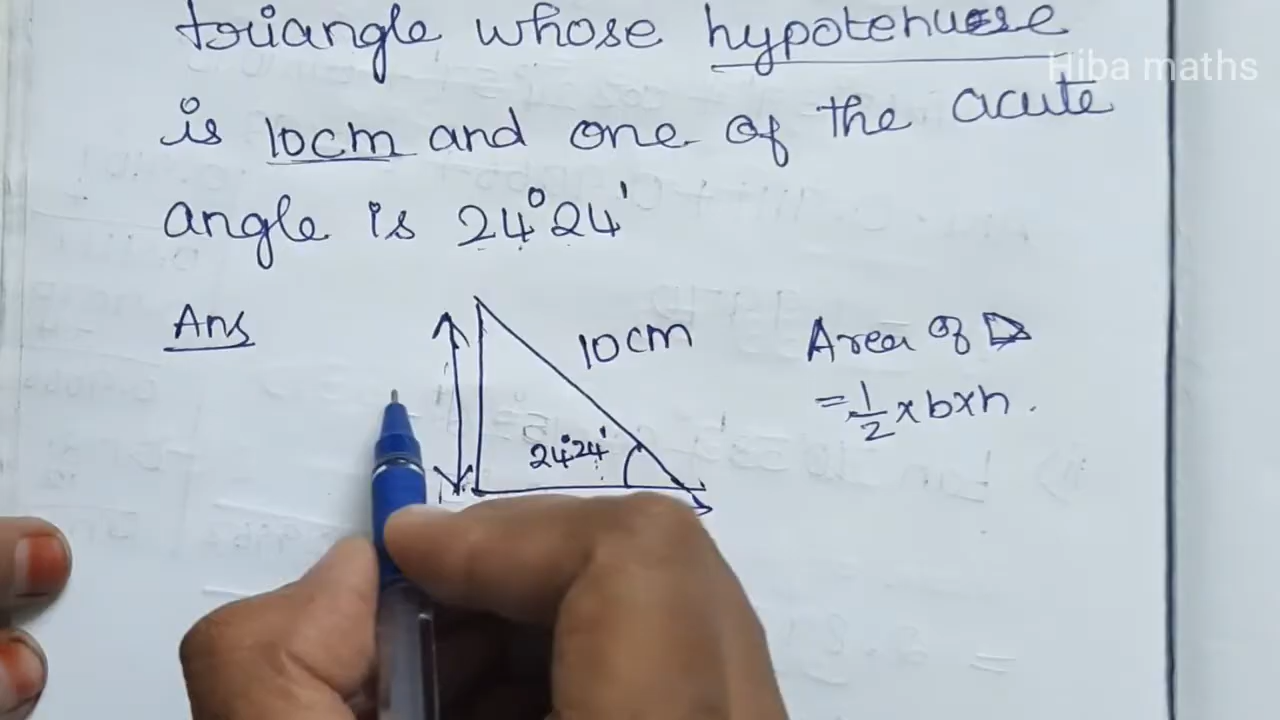 triangle whose hypotenuse
Hiba maths
is 10cm and one of the acute
angle is 24°24'
Ans
10cm
24°24'
Area of ▷
= 1/2 × b × h.